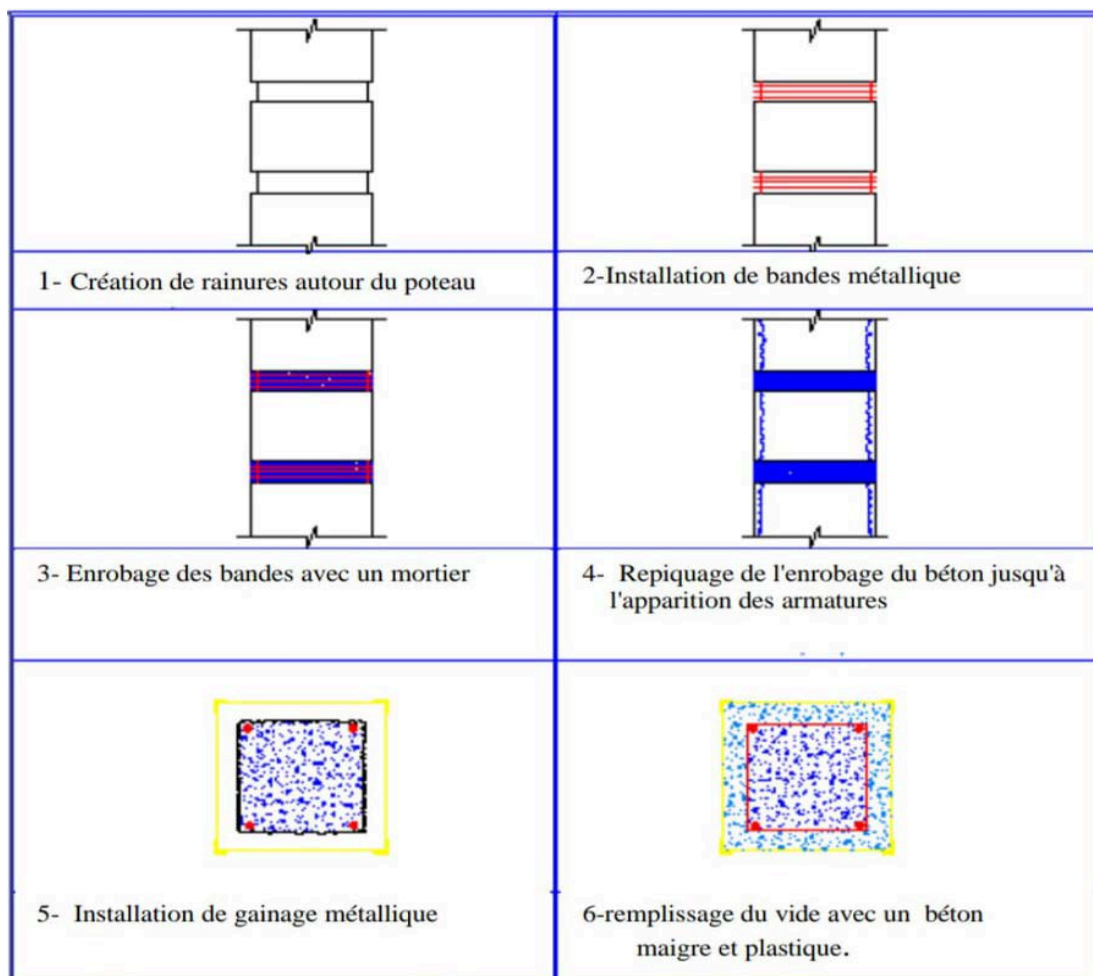 1- Création de rainures autour du poteau
2-Installation de bandes métallique
3- Enrobage des bandes avec un mortier
4- Repiquage de l'enrobage du béton jusqu'à
l'apparition des armatures
5- Installation de gainage métallique
6-remplissage du vide avec un béton
maigre et plastique.